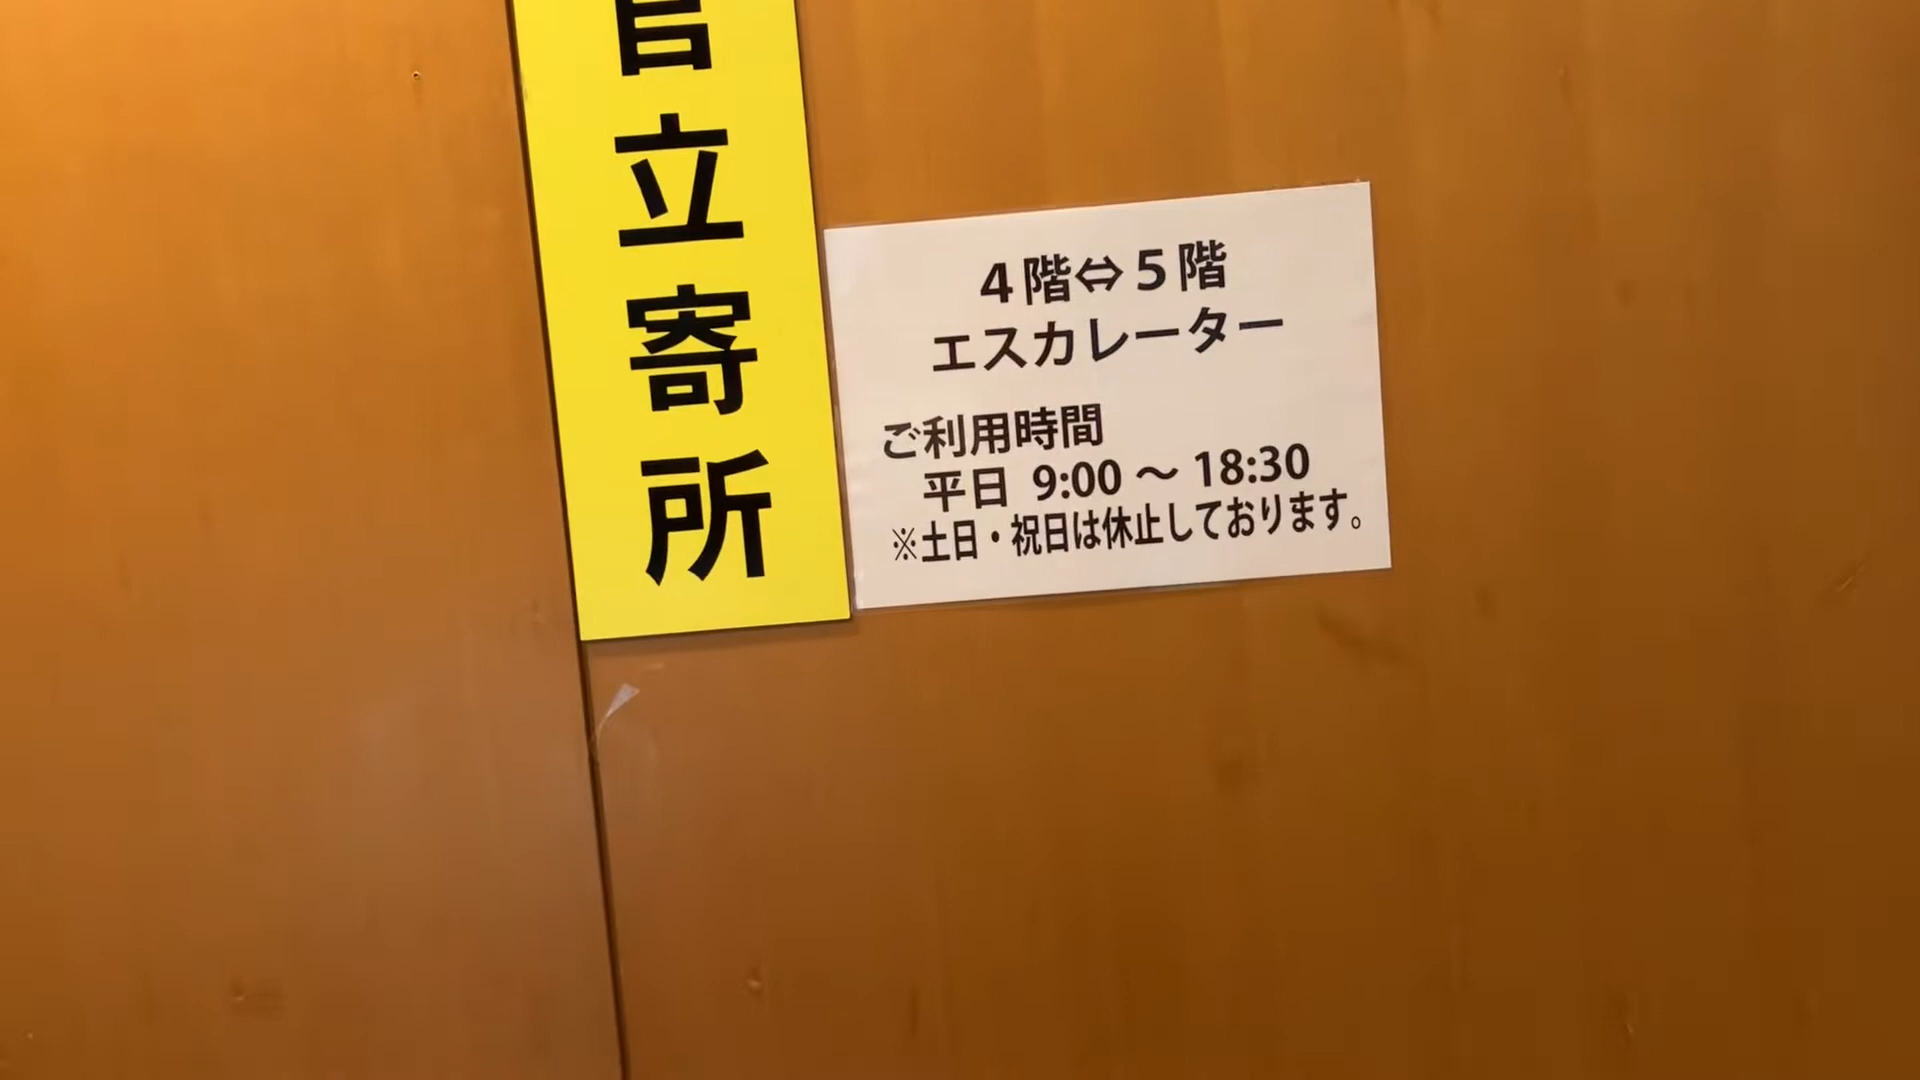 立寄所
4階⇔5階
エスカレーター
ご利用時間
平日 9:00 ～ 18:30
※土日・祝日は休止しております。